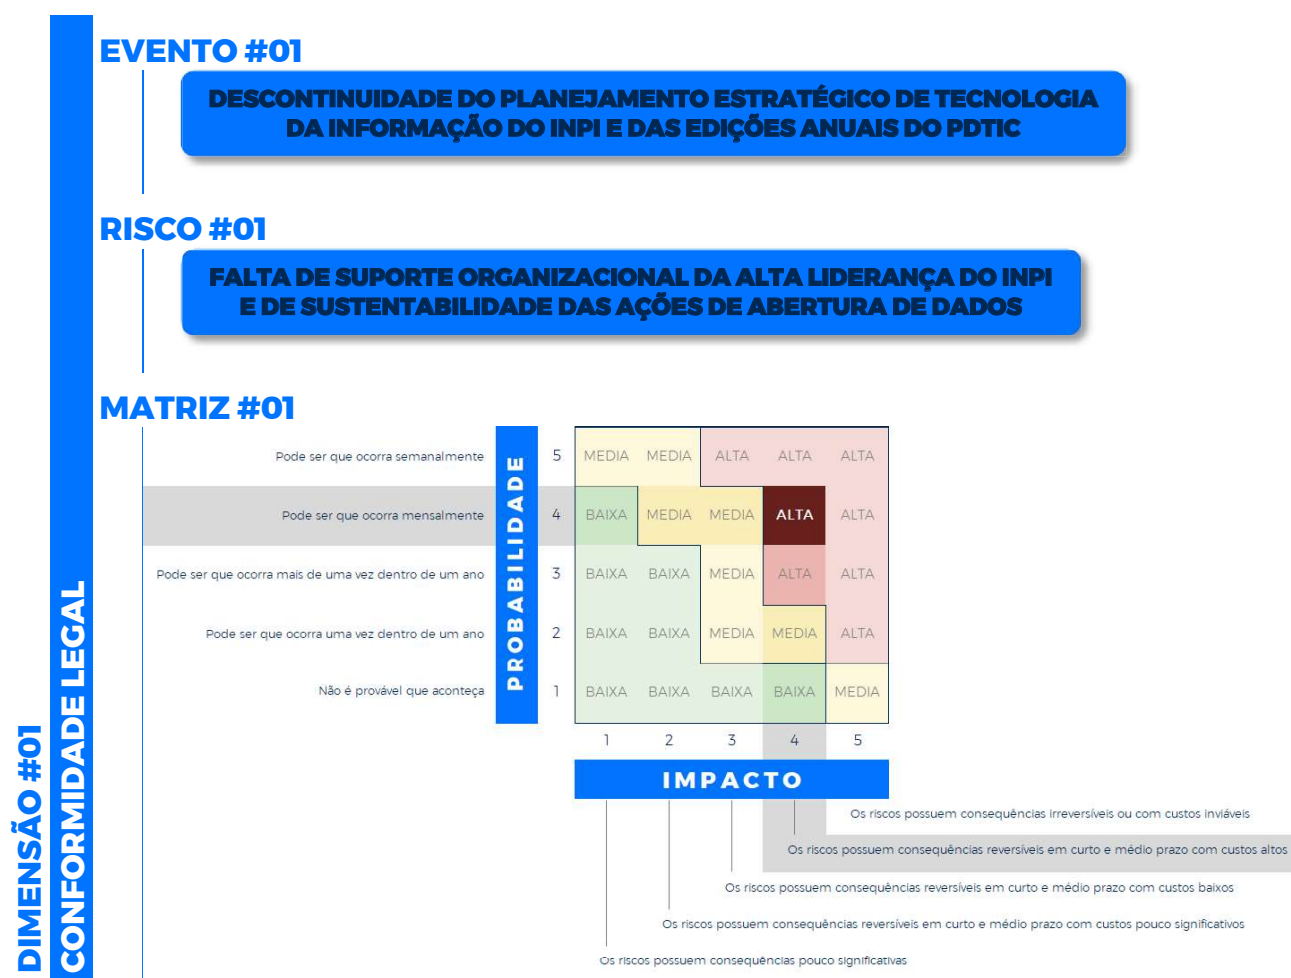 EVENTO #01
DESCONTINUIDADE DO PLANEJAMENTO ESTRATÉGICO DE TECNOLOGIA
DA INFORMAÇÃO DO INPI E DAS EDIÇÕES ANUAIS DO PDTIC
RISCO #01
FALTA DE SUPORTE ORGANIZACIONAL DA ALTA LIDERANÇA DO INPI
E DE SUSTENTABILIDADE DAS AÇÕES DE ABERTURA DE DADOS
MATRIZ #01
Pode ser que ocorra semanalmente 5 MEDIA MEDIA ALTA ALTA ALTA
Pode ser que ocorra mensalmente 4 BAIXA MEDIA MEDIA ALTA ALTA
Pode ser que ocorra mais de uma vez dentro de um ano 3 BAIXA BAIXA MEDIA ALTA ALTA
Pode ser que ocorra uma vez dentro de um ano 2 BAIXA BAIXA MEDIA MEDIA ALTA
Não é provável que aconteça 1 BAIXA BAIXA BAIXA BAIXA MEDIA
PROBABILIDADE
1 2 3 4 5
IMPACTO
Os riscos possuem consequências irreversíveis ou com custos inviáveis
Os riscos possuem consequências reversíveis em curto e médio prazo com custos altos
Os riscos possuem consequências reversíveis em curto e médio prazo com custos baixos
Os riscos possuem consequências reversíveis em curto e médio prazo com custos pouco significativos
Os riscos possuem consequências pouco significativas
DIMENSÃO #01
CONFORMIDADE LEGAL